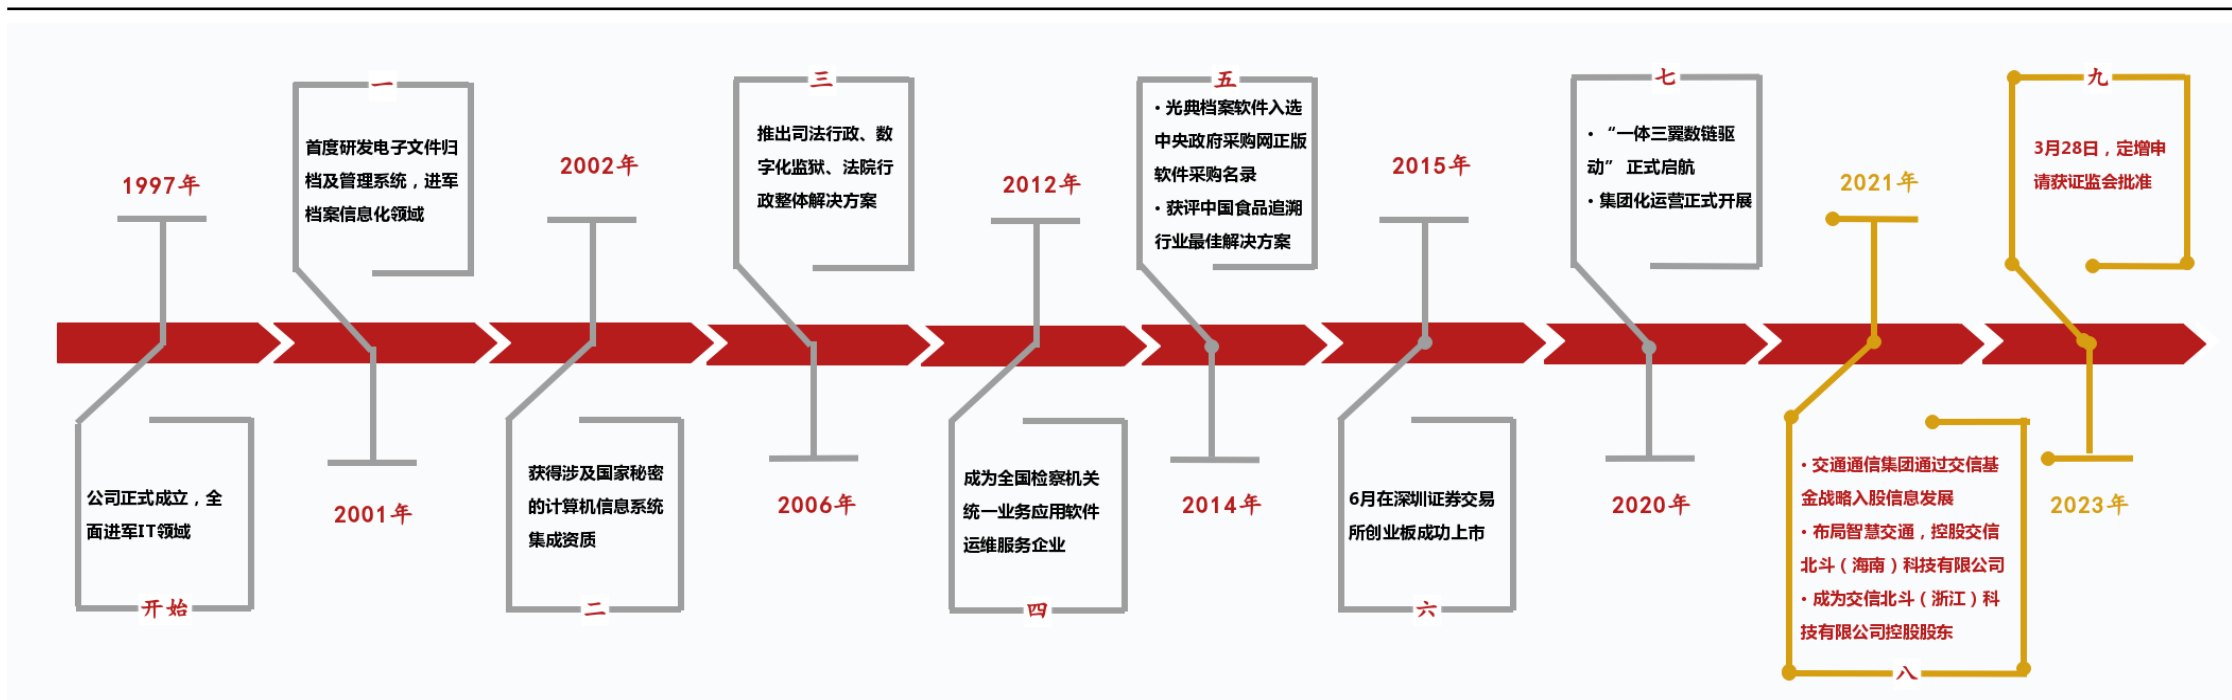 1997年
公司正式成立，全
面进军IT领域
开始
一
首度研发电子文件归
档及管理系统，进军
档案信息化领域
2001年
2002年
获得涉及国家秘密
的计算机信息系统
集成资质
二
三
推出司法行政、数
字化监狱、法院行
政整体解决方案
2006年
2012年
成为全国检察机关
统一业务应用软件
运维服务企业
四
五
• 光典档案软件入选
中央政府采购网正版
软件采购名录
• 获评中国食品追溯
行业最佳解决方案
2014年
2015年
6月在深圳证券交易
所创业板成功上市
六
七
• “一体三翼数链驱
动” 正式启航
• 集团化运营正式开展
2020年
2021年
• 交通通信集团通过交信基
金战略入股信息发展
• 布局智慧交通，控股交信
北斗（海南）科技有限公司
• 成为交信北斗（浙江）科
技有限公司控股股东
八
九
3月28日，定增申
请获证监会批准
2023年